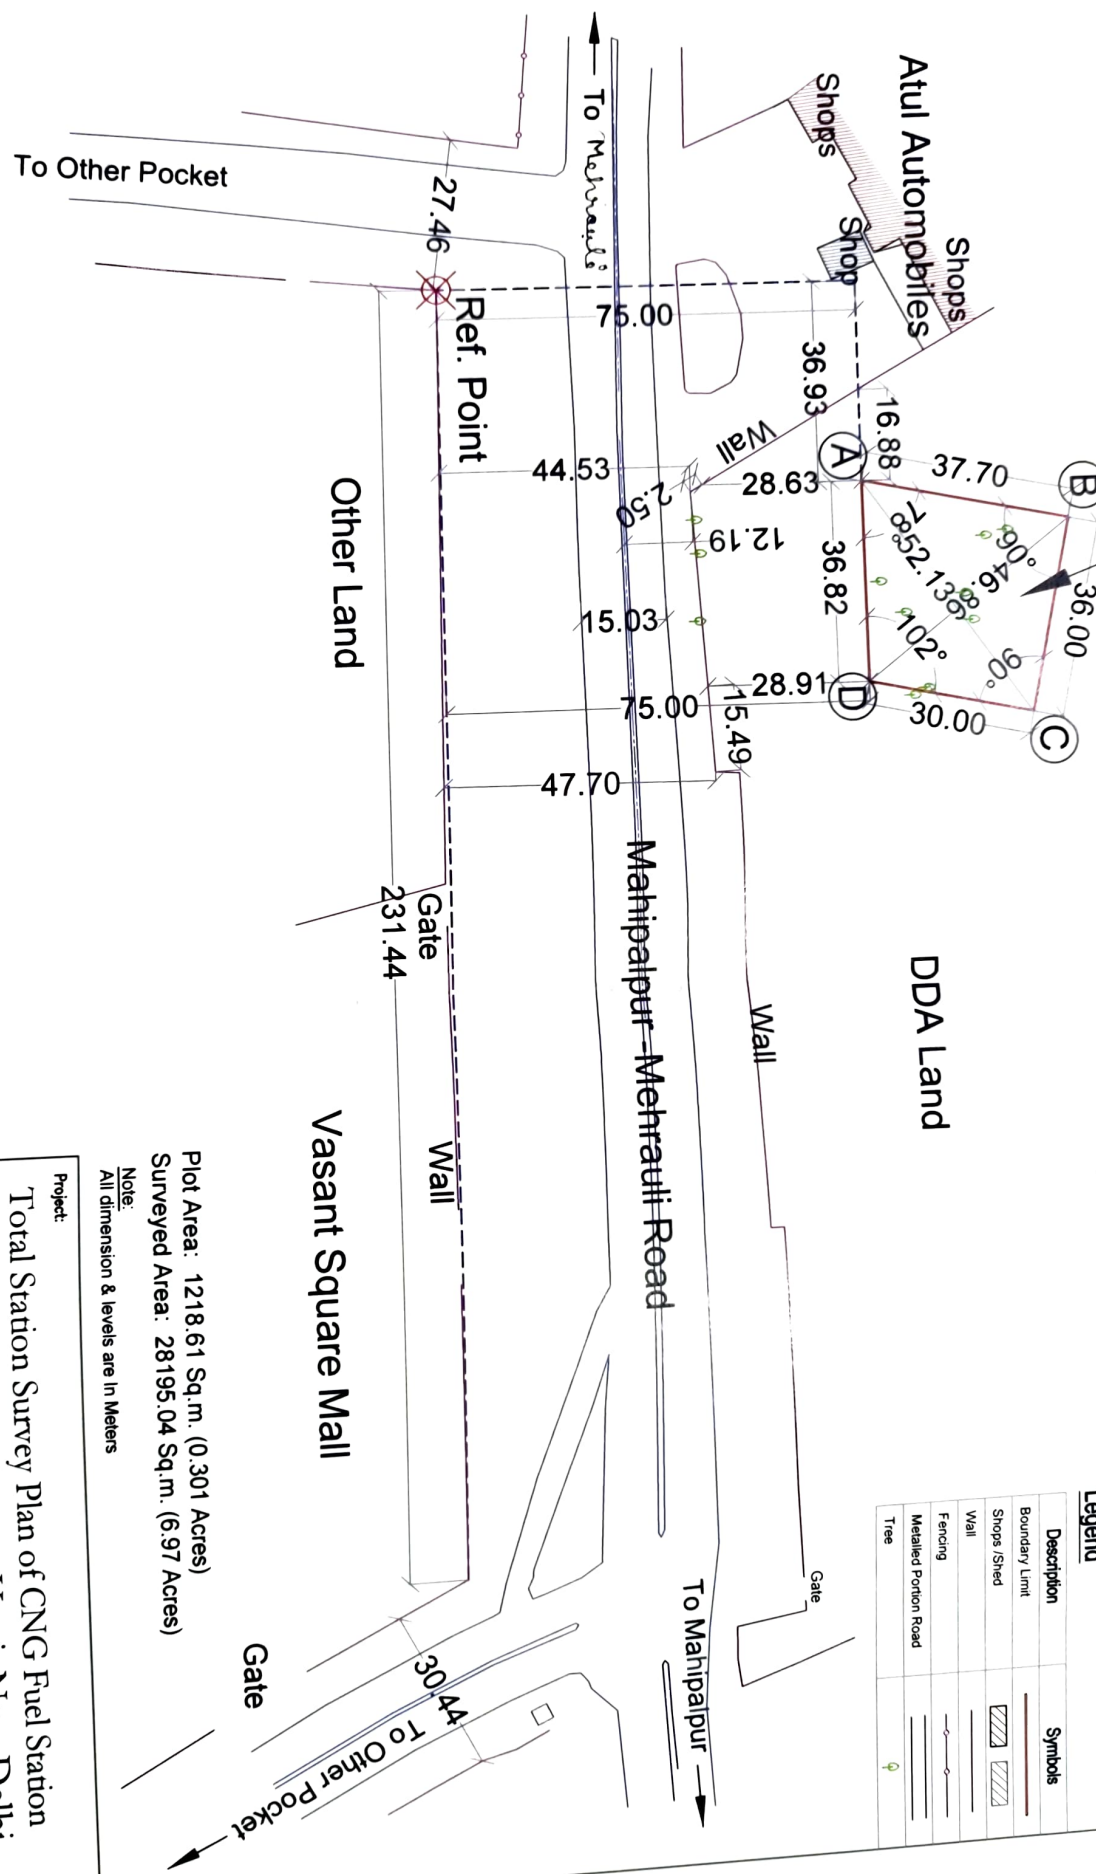 Atul Automobiles
Shops
Shops
Shop
To Mehrauli
To Other Pocket
27.46
Ref. Point
75.00
36.93
16.88
Wall
A
B
C
D
37.70
36.00
30.00
36.82
78°
90°
90°
102°
52.13
44.53
28.63
2.50
12.19
15.03
28.91
75.00
15.49
47.70
Other Land
Gate
231.44
Wall
Wall
Mahipalpur-Mehrauli Road
DDA Land
Vasant Square Mall
Gate
To Mahipalpur
30.44
To Other Pocket
Gate
Legend
Description
Symbols
Boundary Limit
Shops /Shed
Wall
Fencing
Metalled Portion Road
Tree
Plot Area: 1218.61 Sq.m. (0.301 Acres)
Surveyed Area: 28195.04 Sq.m. (6.97 Acres)
Note:
All dimension & levels are In Meters
Project:
Total Station Survey Plan of CNG Fuel Station